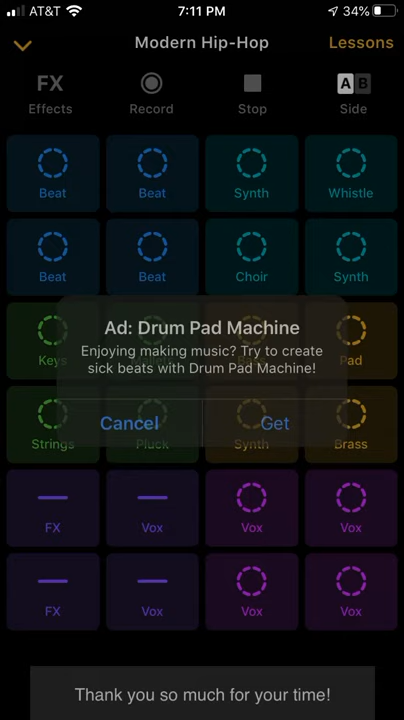 AT&T 7:11 PM 34%
Modern Hip-Hop Lessons
FX
A B
Effects Record Stop Side
Beat Beat Synth Whistle
Beat Beat Choir Synth
Ad: Drum Pad Machine
Enjoying making music? Try to create
Keys Pad
sick beats with Drum Pad Machine!
Cancel Get
Strings Pluck Synth Brass
FX Vox Vox Vox
FX Vox Vox Vox
Thank you so much for your time!